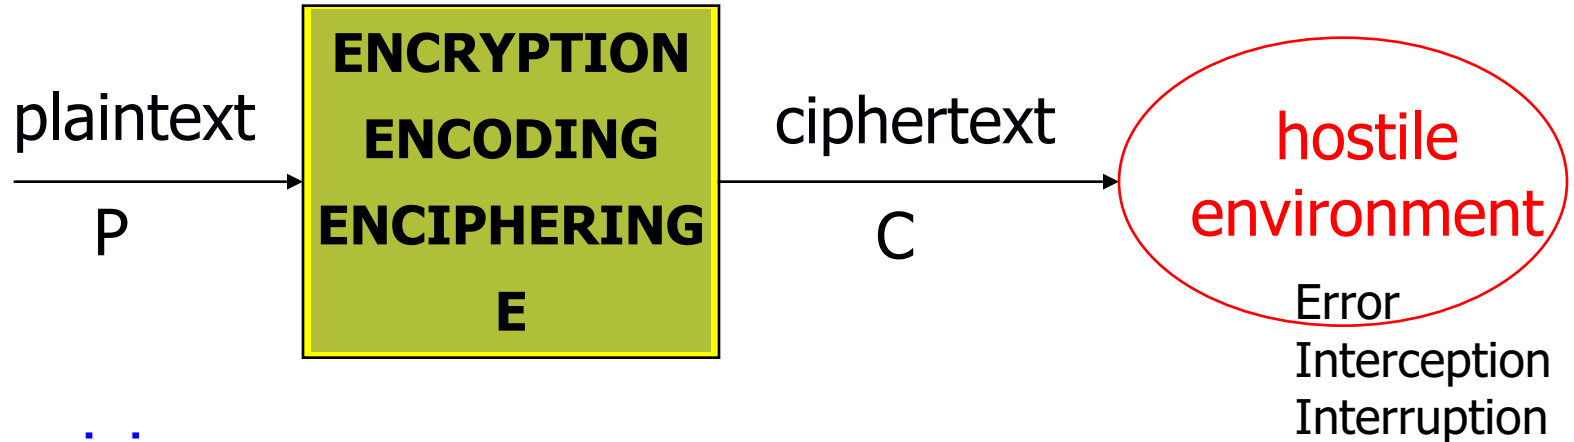 plaintext
P
ENCRYPTION
ENCODING
ENCIPHERING
E
ciphertext
C
hostile
environment
Error
Interception
Interruption